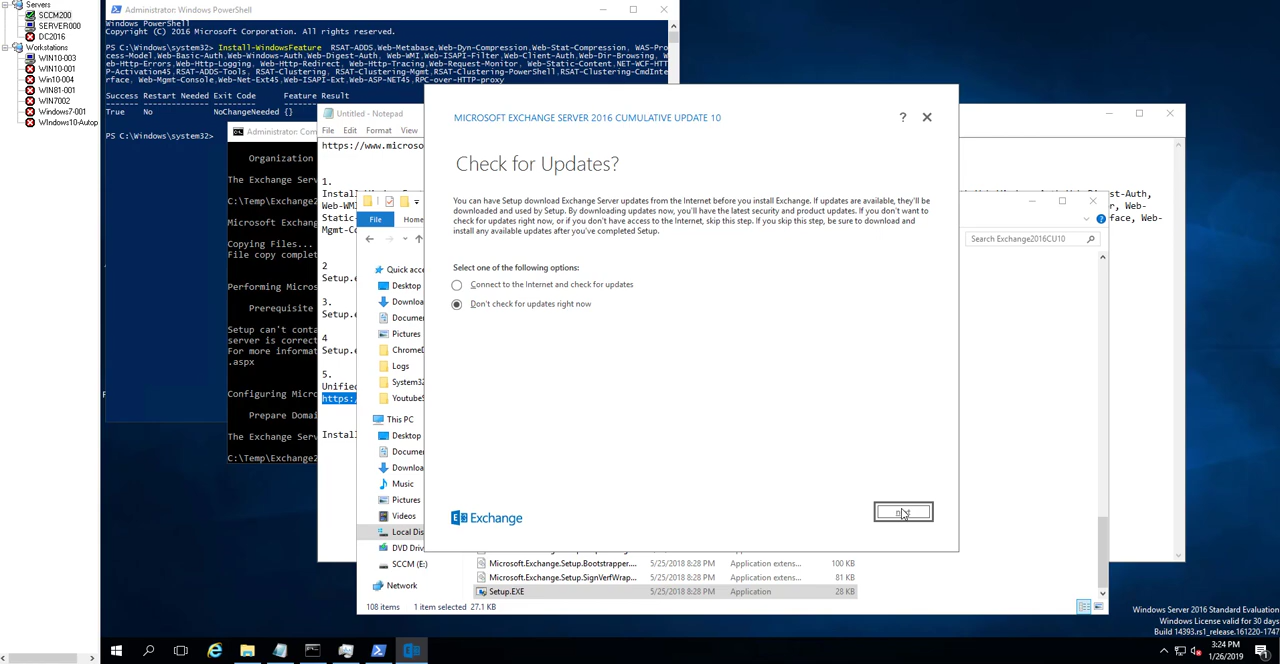 Servers
SCCM200
SERVER000
DC2016
Workstations
WIN10-003
WIN10-001
Win10-004
WIN81-001
WIN7002
Windows7-001
WIndows10-Autop
Administrator: Windows PowerShell
Windows PowerShell
Copyright (C) 2016 Microsoft Corporation. All rights reserved.
PS C:\Windows\system32> Install-WindowsFeature RSAT-ADDS,Web-Metabase,Web-Dyn-Compression,Web-Stat-Compression, WAS-Pro
cess-Model,Web-Basic-Auth,Web-Windows-Auth,Web-Digest-Auth, Web-WMI,Web-ISAPI-Filter,Web-Client-Auth,Web-Dir-Browsing, W
eb-Http-Errors,Web-Http-Logging, Web-Http-Redirect, Web-Http-Tracing,Web-Request-Monitor, Web-Static-Content,NET-WCF-HTT
P-Activation45,RSAT-ADDS-Tools, RSAT-Clustering, RSAT-Clustering-Mgmt,RSAT-Clustering-PowerShell,RSAT-Clustering-CmdInte
rface, Web-Mgmt-Console,Web-Net-Ext45,Web-ISAPI-Ext,Web-ASP-NET45,RPC-over-HTTP-proxy
Success Restart Needed Exit Code Feature Result
True No NoChangeNeeded {}
PS C:\Windows\system32>
Administrator: Com
Organization
The Exchange Serv
C:\Temp\Exchange2
Microsoft Exchang
Copying Files...
File copy complet
Performing Micros
Prerequisite
Setup can't conta
server is correct
For more informat
.aspx
Configuring Micro
Prepare Domai
The Exchange Serv
C:\Temp\Exchange2
Untitled - Notepad
File Edit Format View
https://www.micros
1.
2
Setup.e
3.
Setup.e
4
Setup.e
5.
Unified
https:/
Install
Web-WM
Static-
Mgmt-Co
File Home
Search Exchange2016CU10
Quick acce
Desktop
Downloa
Documer
Pictures
ChromeD
Logs
System32
YoutubeS
This PC
Desktop
Docume
Downloa
Music
Pictures
Videos
Local Dis
DVD Driv
SCCM (E:)
Network
MICROSOFT EXCHANGE SERVER 2016 CUMULATIVE UPDATE 10
?
Check for Updates?
You can have Setup download Exchange Server updates from the Internet before you install Exchange. If updates are available, they'll be
downloaded and used by Setup. By downloading updates now, you'll have the latest security and product updates. If you don't want to
check for updates right now, or if you don't have access to the Internet, skip this step. If you skip this step, be sure to download and
install any available updates after you've completed Setup.
Select one of the following options:
Connect to the Internet and check for updates
Don't check for updates right now
Exchange
Microsoft.Exchange.Setup.Bootstrapper.... 5/25/2018 8:28 PM Application extens... 100 KB
Microsoft.Exchange.Setup.SignVerfWrap... 5/25/2018 8:28 PM Application extens... 81 KB
Setup.EXE 5/25/2018 8:28 PM Application 28 KB
108 items 1 item selected 27.1 KB
Windows Server 2016 Standard Evaluation
Windows License valid for 30 days
Build 14393.rs1_release.161220-1747
3:24 PM
1/26/2019